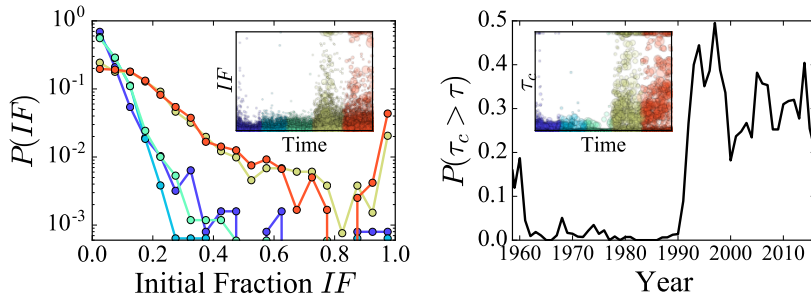 10^0
10^{-1}
10^{-2}
10^{-3}
P(IF)
0.0 0.2 0.4 0.6 0.8 1.0
Initial Fraction IF
IF
Time
0.5
0.4
0.3
0.2
0.1
0.0
P(τ_c > τ)
1960 1970 1980 1990 2000 2010
Year
τ_c
Time